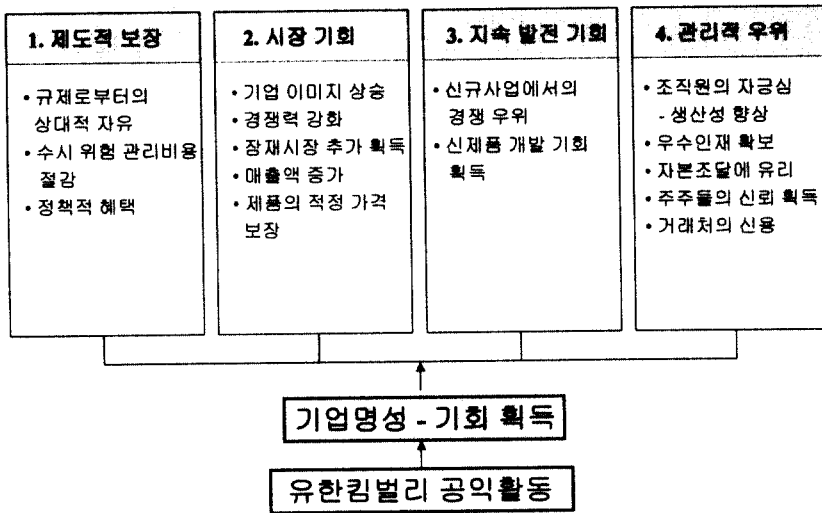 1. 제도적 보장
• 규제로부터의
상대적 자유
• 수시 위험 관리비용
절감
• 정책적 혜택
2. 시장 기회
• 기업 이미지 상승
• 경쟁력 강화
• 잠재시장 추가 획득
• 매출액 증가
• 제품의 적정 가격
보장
3. 지속 발전 기회
• 신규사업에서의
경쟁 우위
• 신제품 개발 기회
획득
4. 관리적 우위
• 조직원의 자긍심
- 생산성 향상
• 우수인재 확보
• 자본조달에 유리
• 주주들의 신뢰 획득
• 거래처의 신용
기업명성 - 기회 획득
유한킴벌리 공익활동